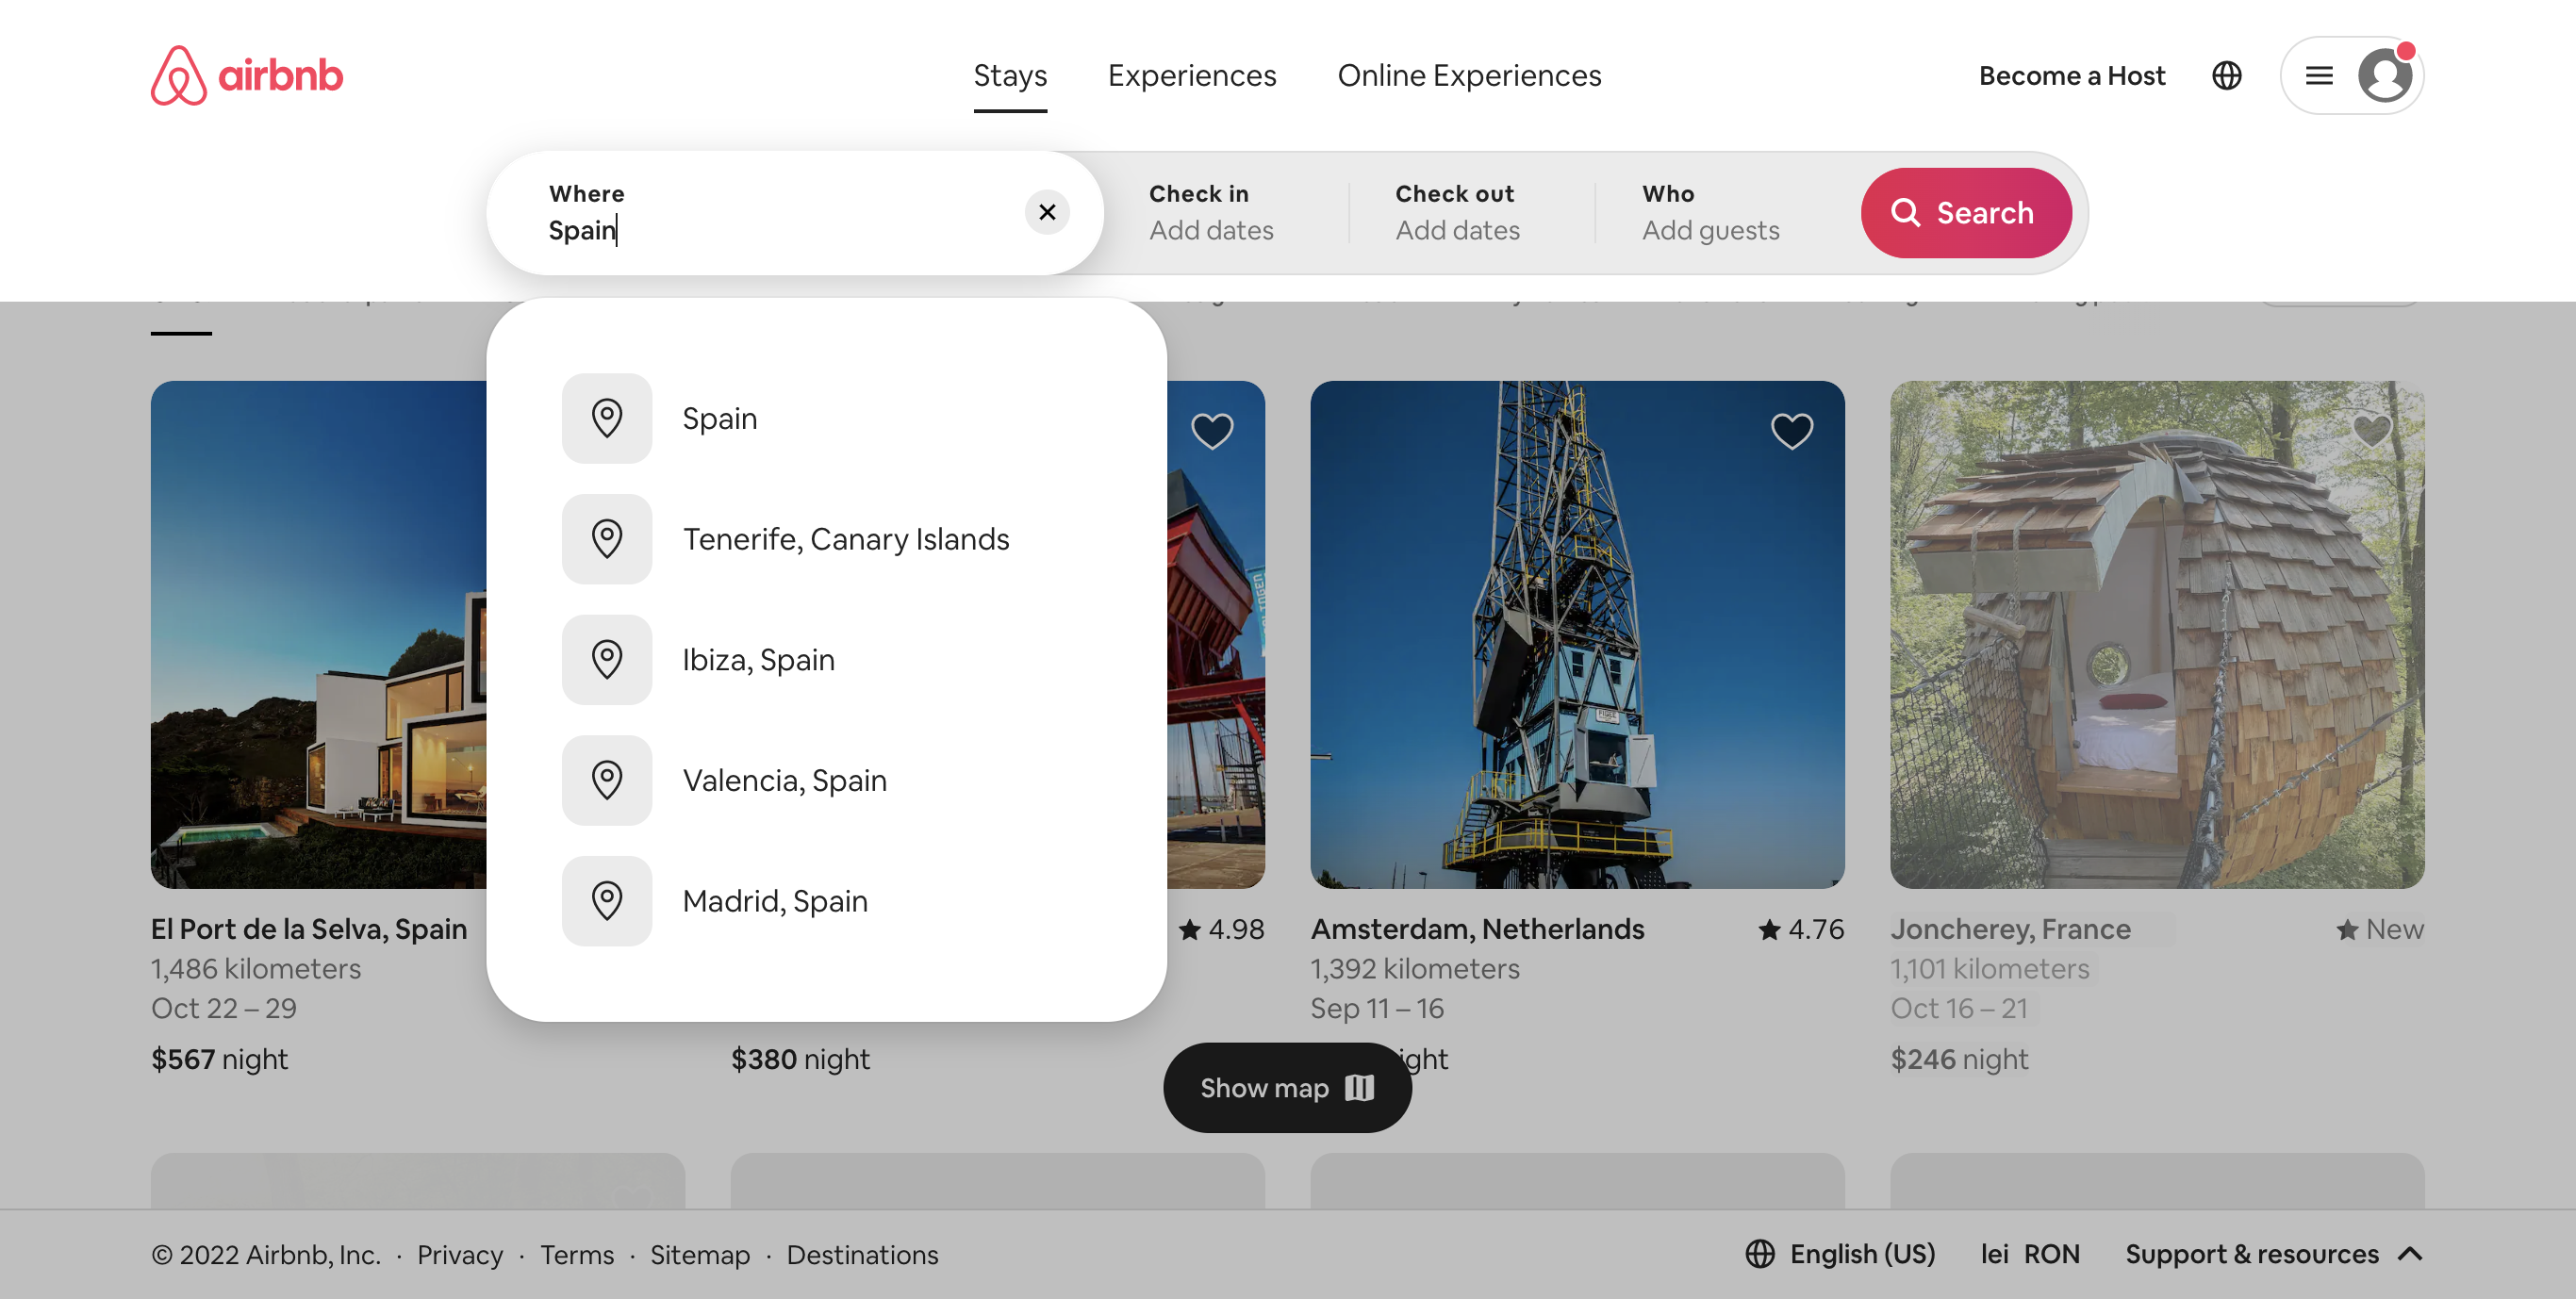 airbnb
Stays
Experiences
Online Experiences
Become a Host
Where
Spain
Check in
Add dates
Check out
Add dates
Who
Add guests
Search
Spain
Tenerife, Canary Islands
Ibiza, Spain
Valencia, Spain
Madrid, Spain
El Port de la Selva, Spain
1,486 kilometers
Oct 22 – 29
$567 night
★ 4.98
$380 night
Amsterdam, Netherlands
★ 4.76
1,392 kilometers
Sep 11 – 16
Joncherey, France
★ New
1,101 kilometers
Oct 16 – 21
$246 night
Show map
© 2022 Airbnb, Inc. · Privacy · Terms · Sitemap · Destinations
English (US)
lei RON
Support & resources